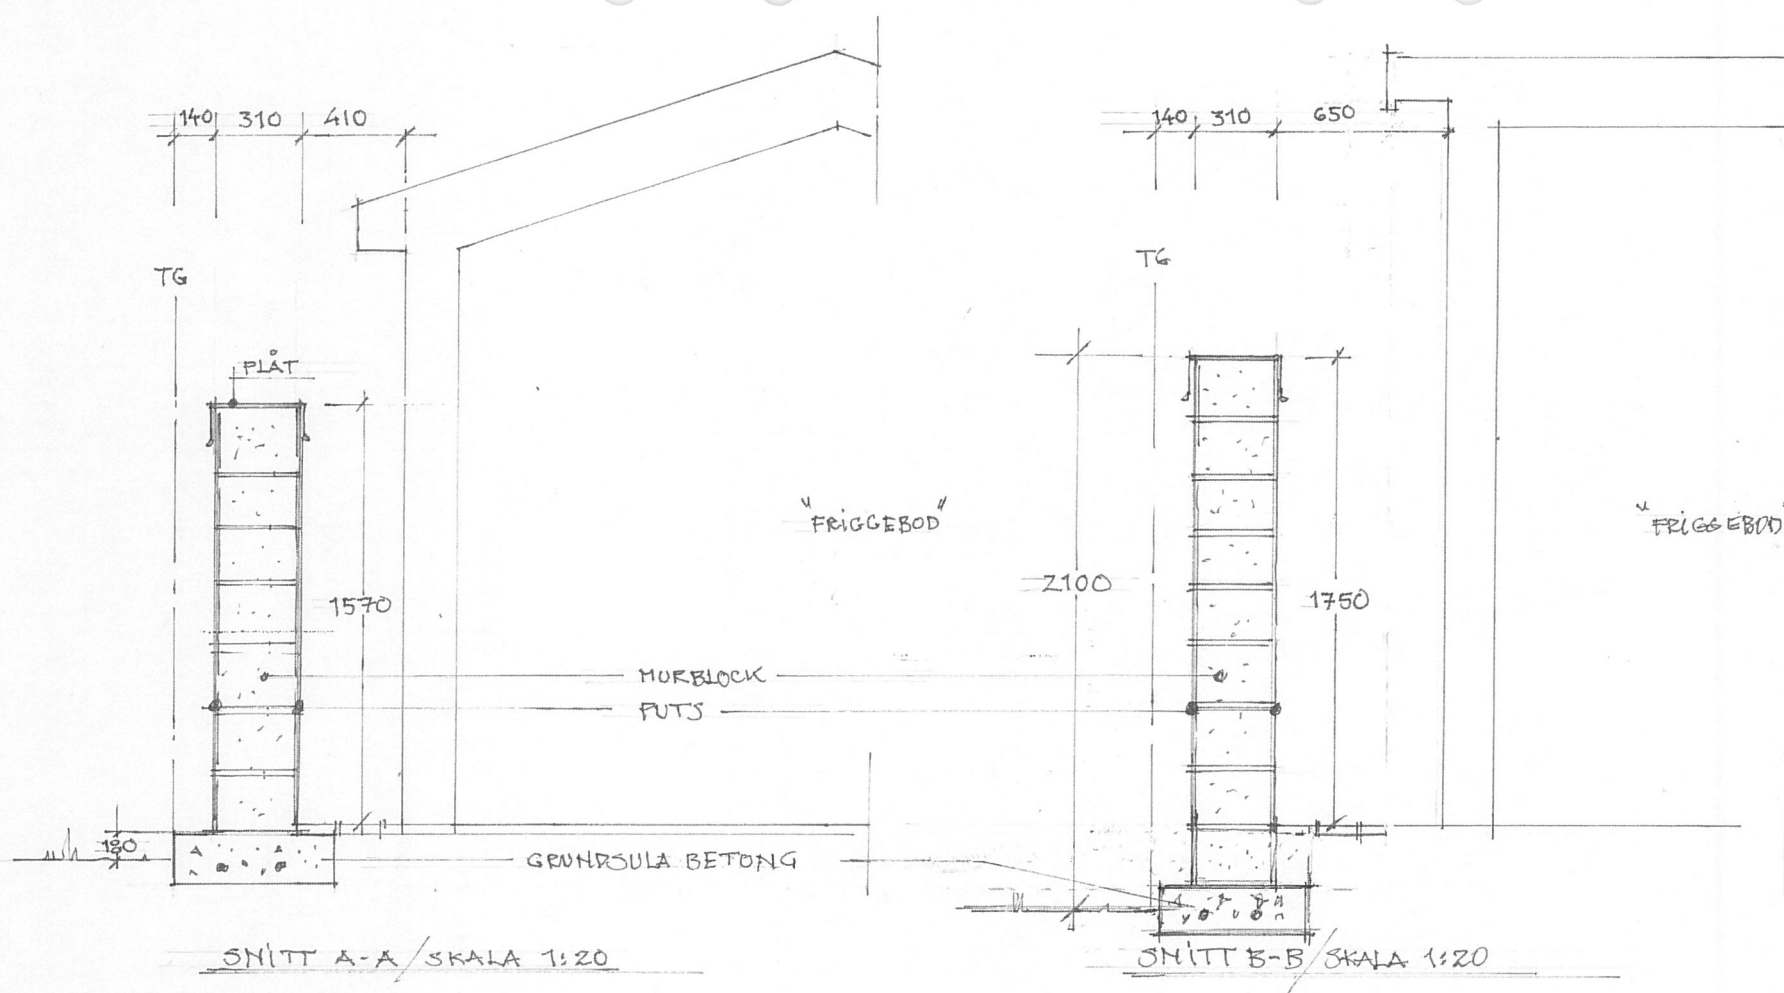 140 310 410
140 310 650
TG
TG
PLÅT
"FRIGGEBOD"
"FRIGGEBOD"
1570
2100
1750
MURBLOCK
PUTS
GRUNDSULA BETONG
SNITT A-A / SKALA 1:20
SNITT B-B / SKALA 1:20